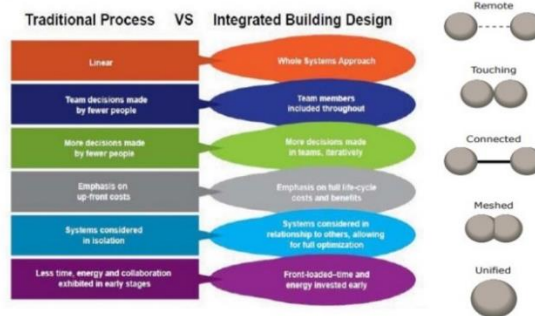 Traditional Process VS Integrated Building Design
Linear
Whole Systems Approach
Team decisions made
by fewer people
Team members
included throughout
More decisions made
by fewer people
More decisions made
in teams, iteratively
Emphasis on
up-front costs
Emphasis on full life-cycle
costs and benefits
Systems considered
in isolation
Systems considered in
relationship to others, allowing
for full optimization
Less time, energy and collaboration
exhibited in early stages
Front-loaded–time and
energy invested early
Remote
Touching
Connected
Meshed
Unified